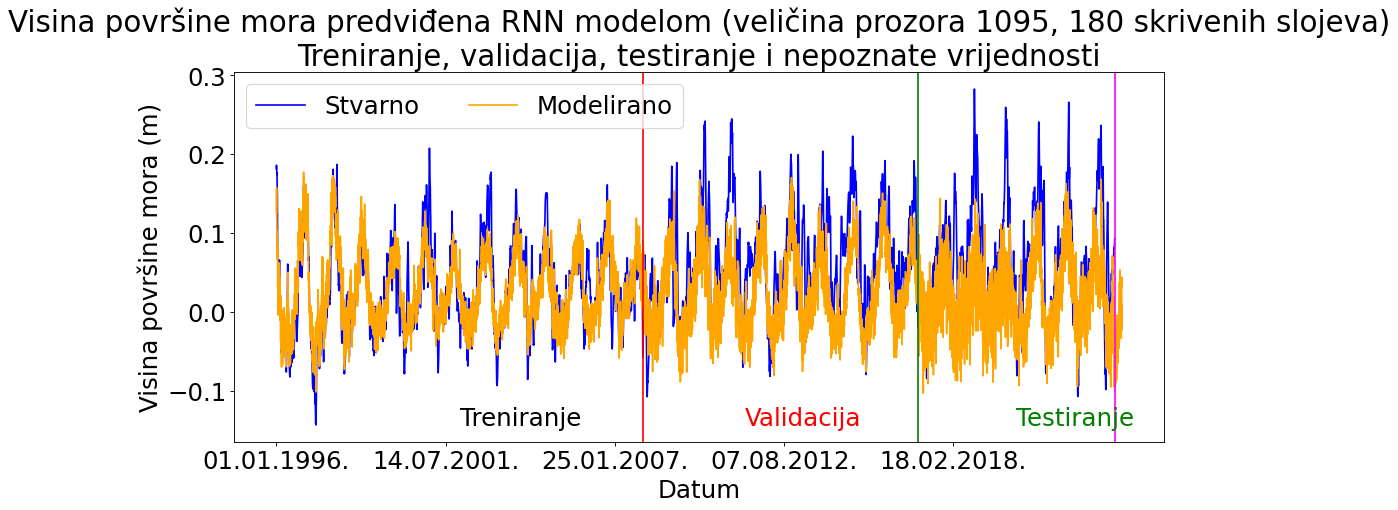 Visina površine mora predviđena RNN modelom (veličina prozora 1095, 180 skrivenih slojeva)
Treniranje, validacija, testiranje i nepoznate vrijednosti
Stvarno Modelirano
Visina površine mora (m)
0.3
0.2
0.1
0.0
−0.1
Treniranje Validacija Testiranje
01.01.1996. 14.07.2001. 25.01.2007. 07.08.2012. 18.02.2018.
Datum